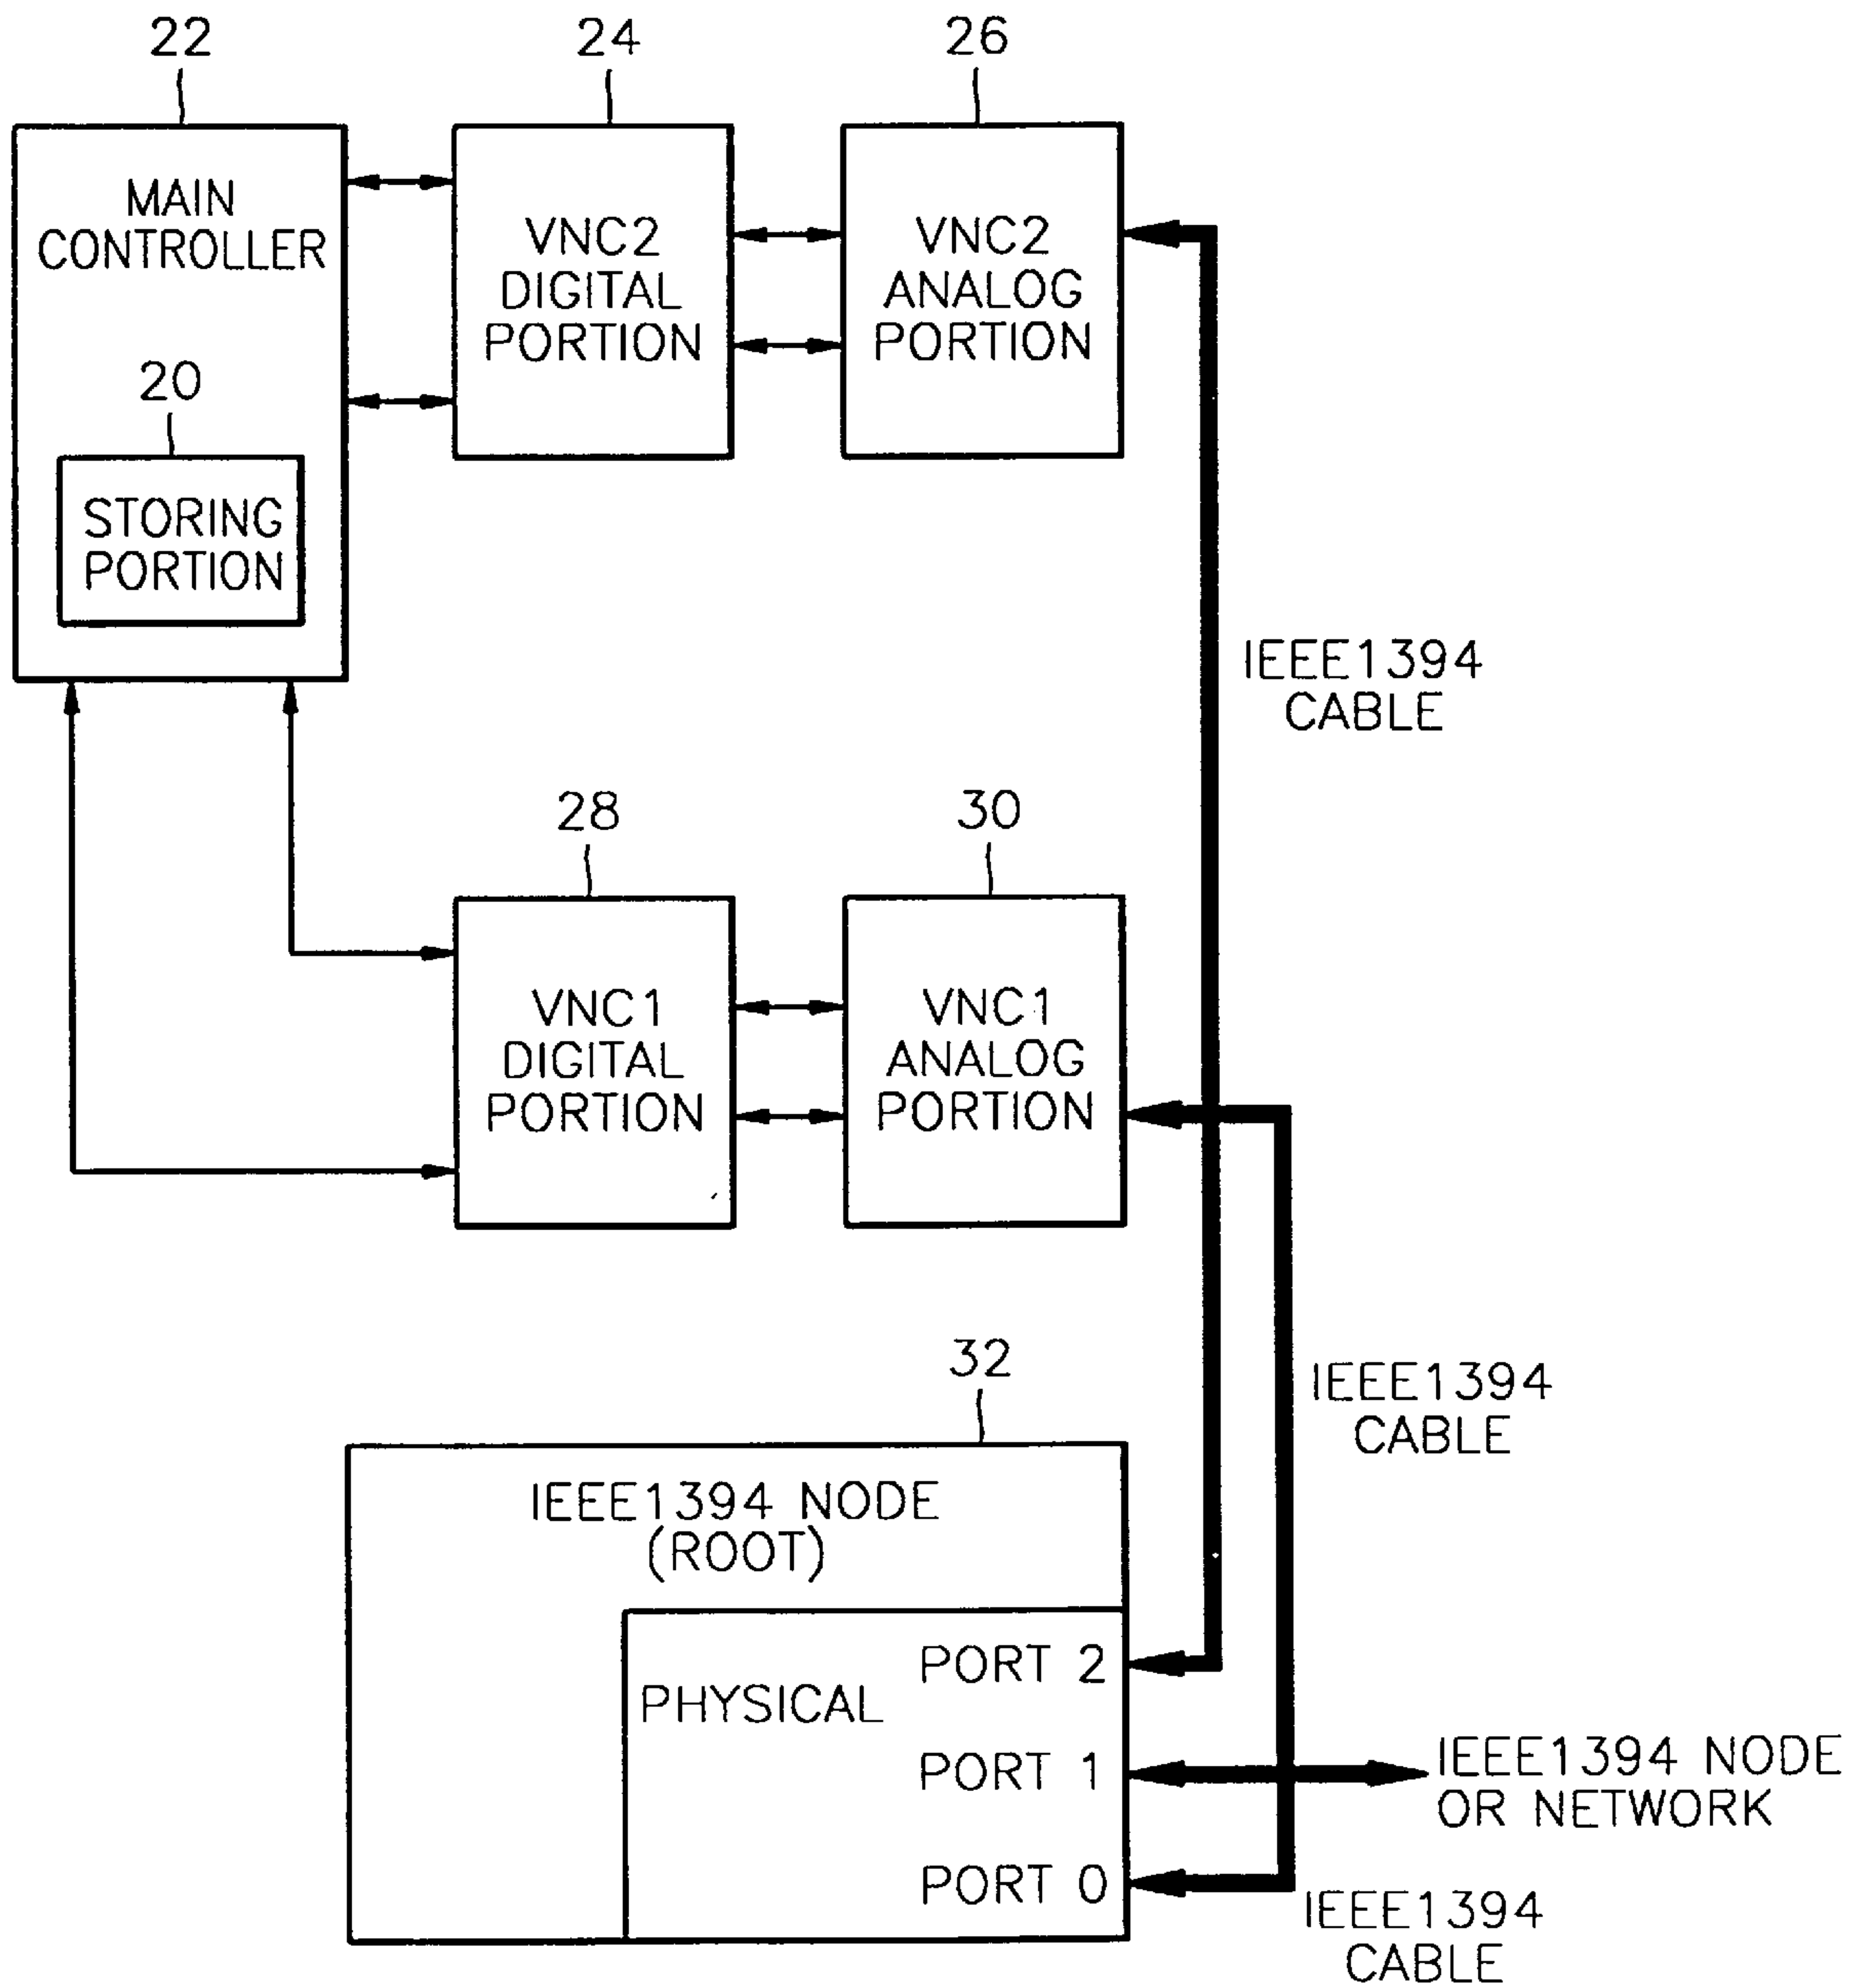 22
24
26
MAIN
CONTROLLER
VNC2
DIGITAL
PORTION
VNC2
ANALOG
PORTION
20
STORING
PORTION
IEEE1394
CABLE
28
30
VNC1
DIGITAL
PORTION
VNC1
ANALOG
PORTION
32
IEEE1394
CABLE
IEEE1394 NODE
(ROOT)
PORT 2
PHYSICAL
PORT 1
IEEE1394 NODE
OR NETWORK
PORT 0
IEEE1394
CABLE